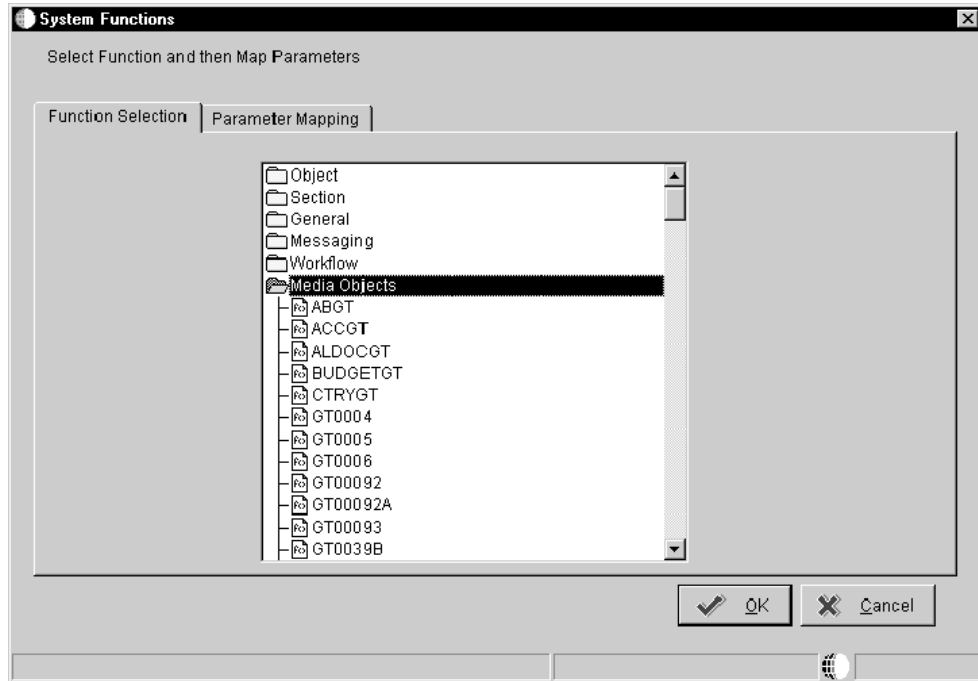 System Functions
Select Function and then Map Parameters
Function Selection
Parameter Mapping
Object
Section
General
Messaging
Workflow
Media Objects
ABGT
ACCGT
ALDOCGT
BUDGETGT
CTRYGT
GT0004
GT0005
GT0006
GT00092
GT00092A
GT00093
GT0039B
OK
Cancel